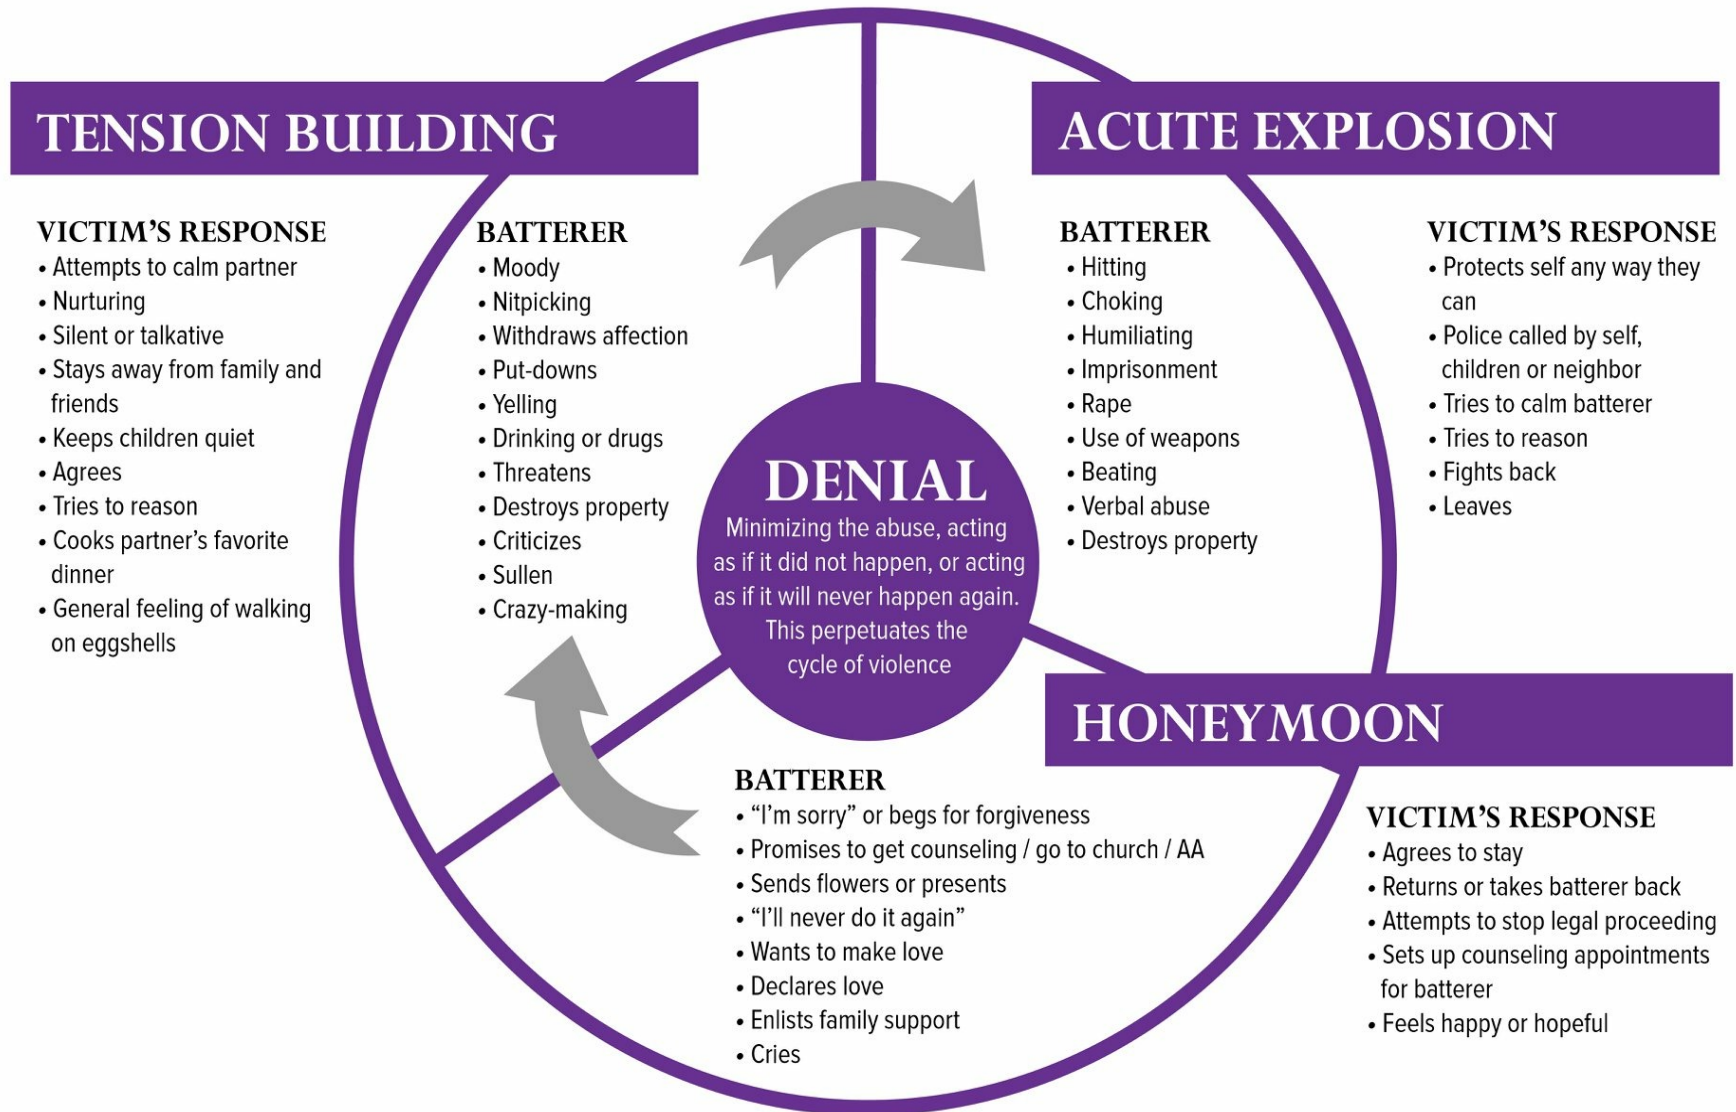 TENSION BUILDING
VICTIM’S RESPONSE
• Attempts to calm partner
• Nurturing
• Silent or talkative
• Stays away from family and
friends
• Keeps children quiet
• Agrees
• Tries to reason
• Cooks partner’s favorite
dinner
• General feeling of walking
on eggshells
BATTERER
• Moody
• Nitpicking
• Withdraws affection
• Put-downs
• Yelling
• Drinking or drugs
• Threatens
• Destroys property
• Criticizes
• Sullen
• Crazy-making
ACUTE EXPLOSION
BATTERER
• Hitting
• Choking
• Humiliating
• Imprisonment
• Rape
• Use of weapons
• Beating
• Verbal abuse
• Destroys property
VICTIM’S RESPONSE
• Protects self any way they
can
• Police called by self,
children or neighbor
• Tries to calm batterer
• Tries to reason
• Fights back
• Leaves
DENIAL
Minimizing the abuse, acting
as if it did not happen, or acting
as if it will never happen again.
This perpetuates the
cycle of violence
HONEYMOON
BATTERER
• “I’m sorry” or begs for forgiveness
• Promises to get counseling / go to church / AA
• Sends flowers or presents
• “I’ll never do it again”
• Wants to make love
• Declares love
• Enlists family support
• Cries
VICTIM’S RESPONSE
• Agrees to stay
• Returns or takes batterer back
• Attempts to stop legal proceeding
• Sets up counseling appointments
for batterer
• Feels happy or hopeful